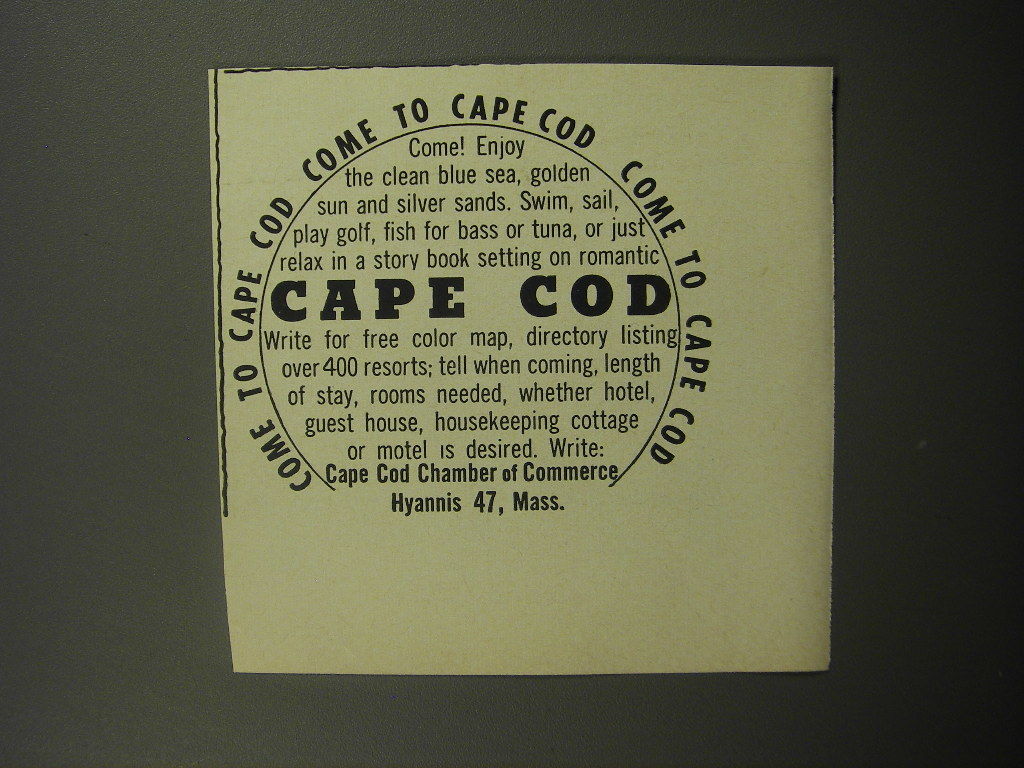 COME TO CAPE COD COME TO CAPE COD COME TO CAPE COD
Come! Enjoy
the clean blue sea, golden
sun and silver sands. Swim, sail,
play golf, fish for bass or tuna, or just
relax in a story book setting on romantic
CAPE COD
Write for free color map, directory listing
over 400 resorts; tell when coming, length
of stay, rooms needed, whether hotel,
guest house, housekeeping cottage
or motel is desired. Write:
Cape Cod Chamber of Commerce
Hyannis 47, Mass.